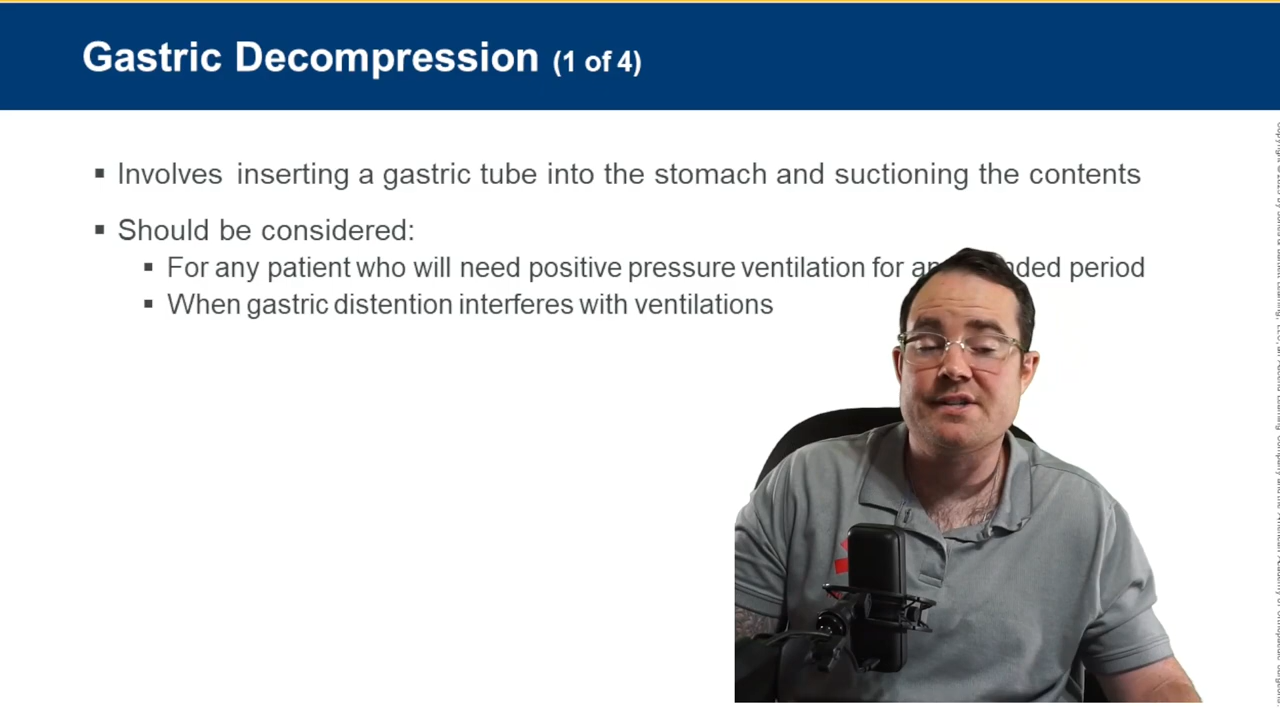 Gastric Decompression (1 of 4)
▪ Involves inserting a gastric tube into the stomach and suctioning the contents
▪ Should be considered:
▪ For any patient who will need positive pressure ventilation for an nded period
▪ When gastric distention interferes with ventilations